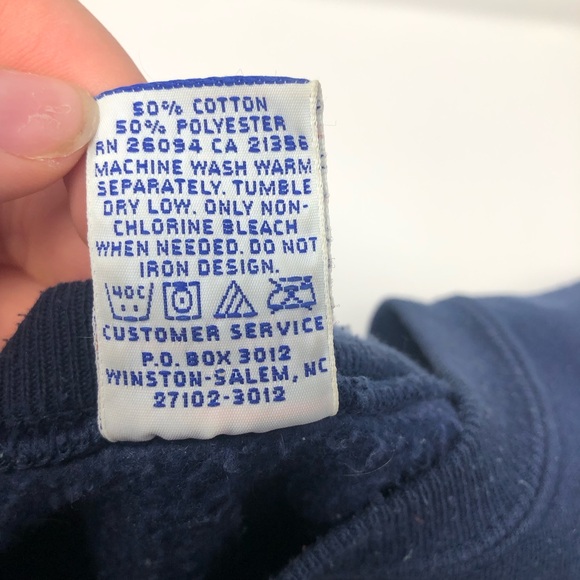 50% COTTON
50% POLYESTER
RN 26094 CA 21356
MACHINE WASH WARM
SEPARATELY. TUMBLE
DRY LOW. ONLY NON-
CHLORINE BLEACH
WHEN NEEDED. DO NOT
IRON DESIGN.
40C
CUSTOMER SERVICE
P.O. BOX 3012
WINSTON-SALEM, NC
27102-3012